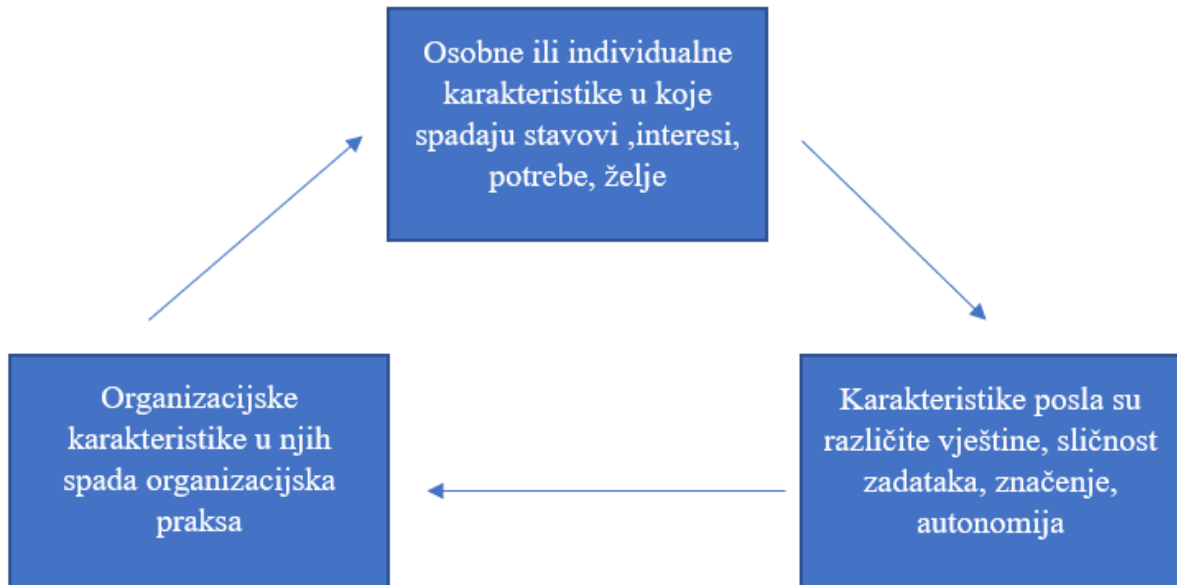 Osobne ili individualne
karakteristike u koje
spadaju stavovi ,interesi,
potrebe, želje
Organizacijske
karakteristike u njih
spada organizacijska
praksa
Karakteristike posla su
različite vještine, sličnost
zadataka, značenje,
autonomija